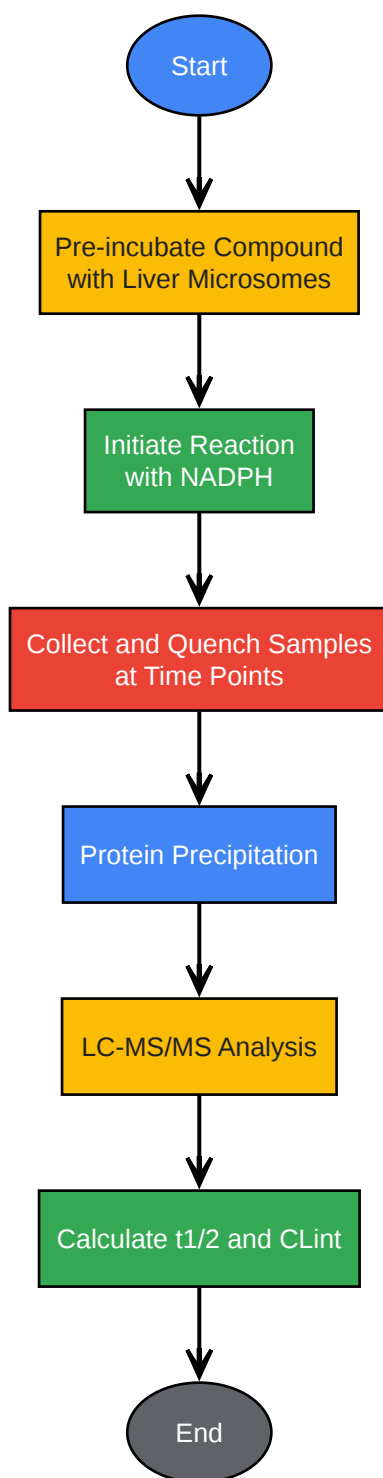 Start
Pre-incubate Compound
with Liver Microsomes
Initiate Reaction
with NADPH
Collect and Quench Samples
at Time Points
Protein Precipitation
LC-MS/MS Analysis
Calculate t1/2 and CLint
End